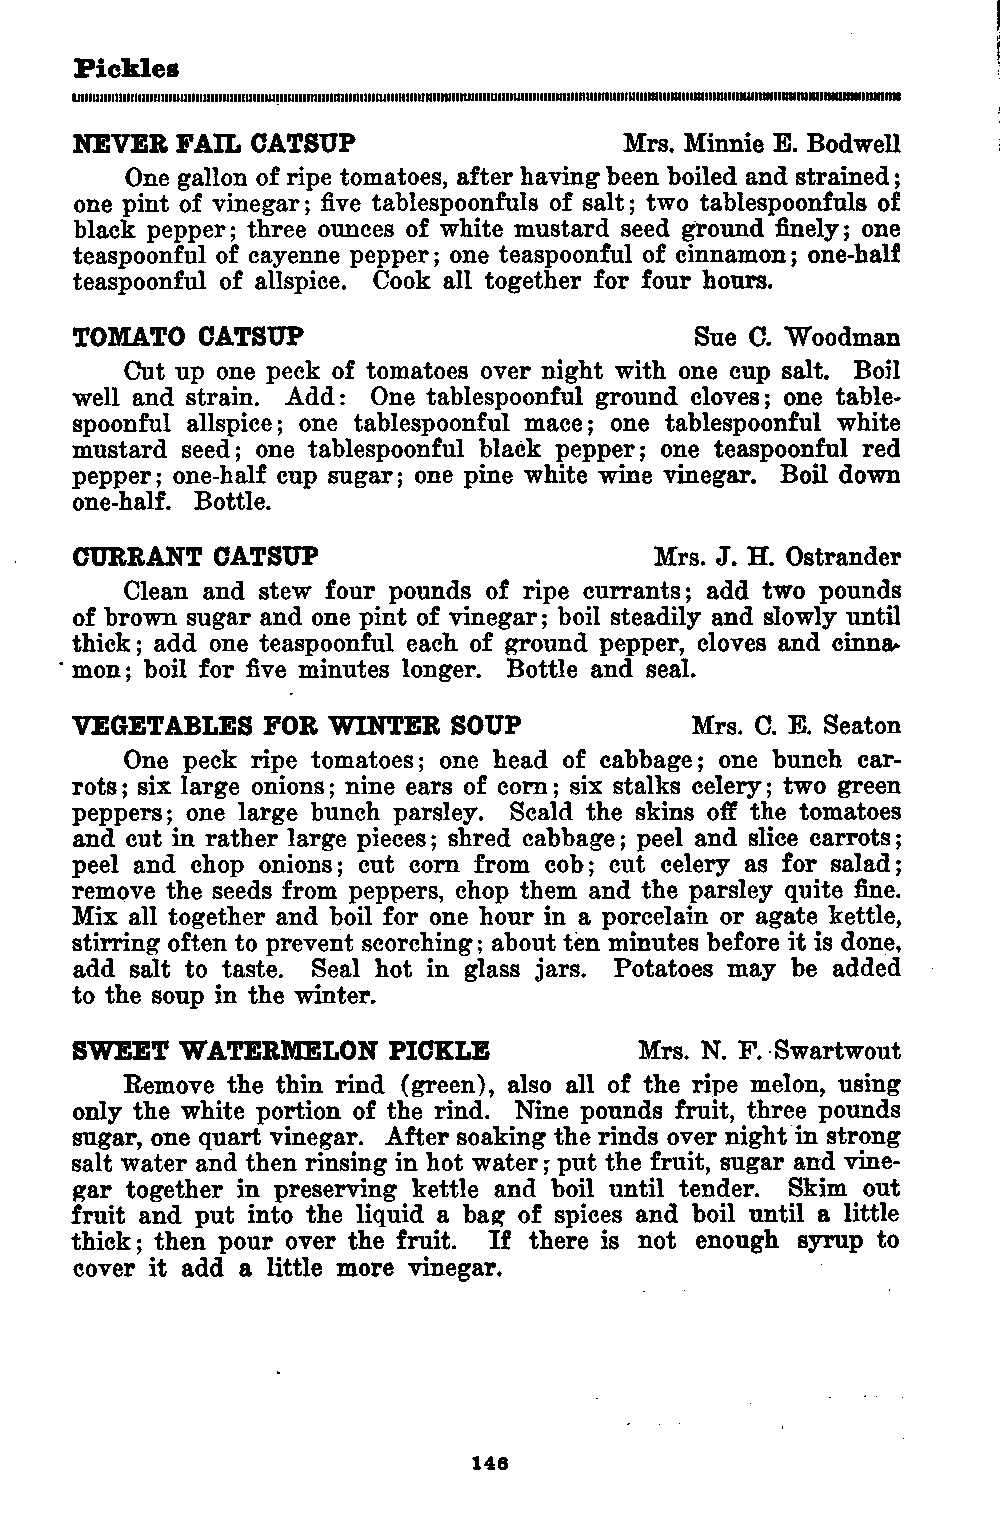 Pickles
NEVER FAIL CATSUP Mrs. Minnie E. Bodwell
One gallon of ripe tomatoes, after having been boiled and strained;
one pint of vinegar; five tablespoonfuls of salt; two tablespoonfuls of
black pepper; three ounces of white mustard seed ground finely; one
teaspoonful of cayenne pepper; one teaspoonful of cinnamon; one-half
teaspoonful of allspice. Cook all together for four hours.
TOMATO CATSUP Sue C. Woodman
Cut up one peck of tomatoes over night with one cup salt. Boil
well and strain. Add: One tablespoonful ground cloves; one table-
spoonful allspice; one tablespoonful mace; one tablespoonful white
mustard seed; one tablespoonful black pepper; one teaspoonful red
pepper; one-half cup sugar; one pine white wine vinegar. Boil down
one-half. Bottle.
CURRANT CATSUP Mrs. J. H. Ostrander
Clean and stew four pounds of ripe currants; add two pounds
of brown sugar and one pint of vinegar; boil steadily and slowly until
thick; add one teaspoonful each of ground pepper, cloves and cinna-
mon; boil for five minutes longer. Bottle and seal.
VEGETABLES FOR WINTER SOUP Mrs. C. E. Seaton
One peck ripe tomatoes; one head of cabbage; one bunch car-
rots; six large onions; nine ears of corn; six stalks celery; two green
peppers; one large bunch parsley. Scald the skins off the tomatoes
and cut in rather large pieces; shred cabbage; peel and slice carrots;
peel and chop onions; cut corn from cob; cut celery as for salad;
remove the seeds from peppers, chop them and the parsley quite fine.
Mix all together and boil for one hour in a porcelain or agate kettle,
stirring often to prevent scorching; about ten minutes before it is done,
add salt to taste. Seal hot in glass jars. Potatoes may be added
to the soup in the winter.
SWEET WATERMELON PICKLE Mrs. N. F. Swartwout
Remove the thin rind (green), also all of the ripe melon, using
only the white portion of the rind. Nine pounds fruit, three pounds
sugar, one quart vinegar. After soaking the rinds over night in strong
salt water and then rinsing in hot water; put the fruit, sugar and vine-
gar together in preserving kettle and boil until tender. Skim out
fruit and put into the liquid a bag of spices and boil until a little
thick; then pour over the fruit. If there is not enough syrup to
cover it add a little more vinegar.
146